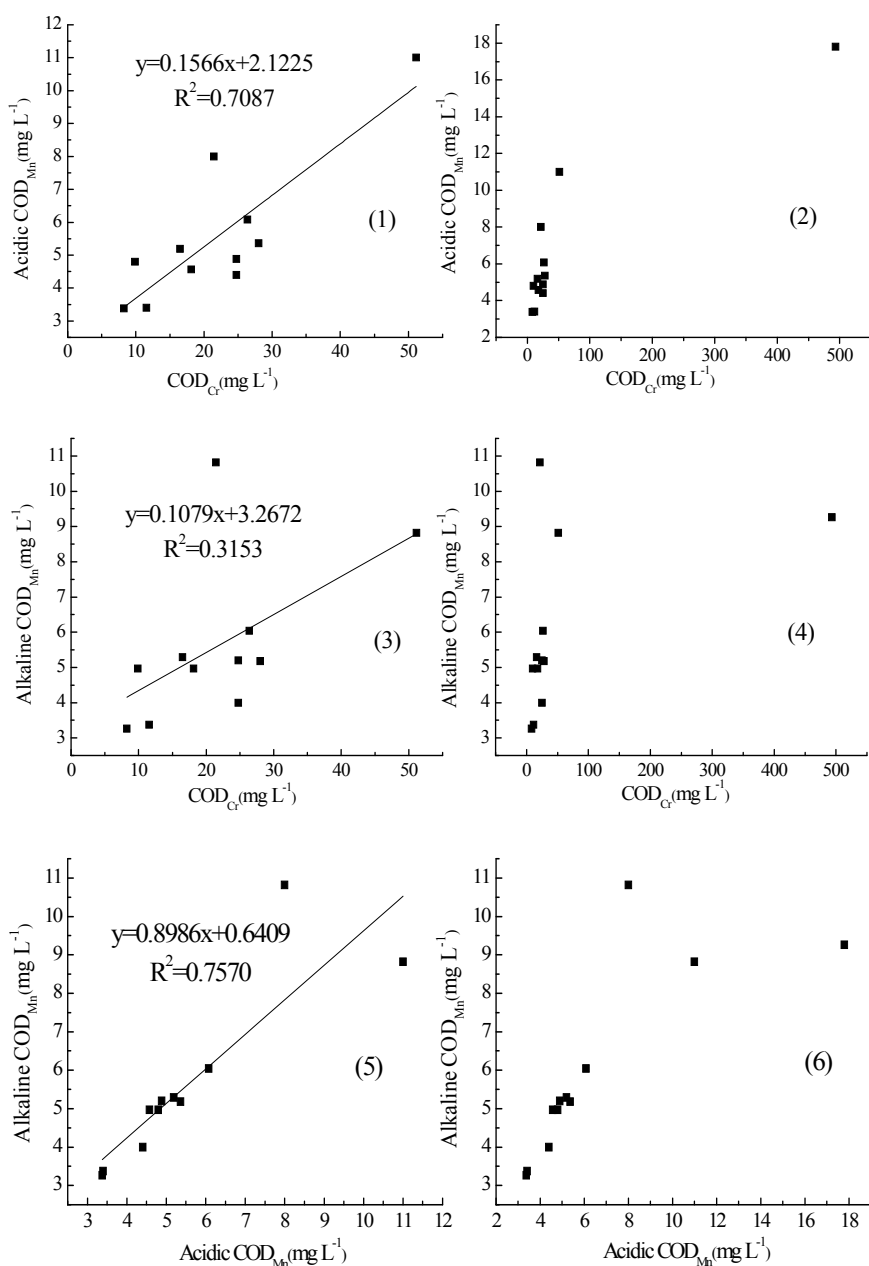 12
11
10
9
8
7
6
5
4
3
y=0.1566x+2.1225
R²=0.7087
(1)
Acidic COD_Mn(mg L⁻¹)
0 10 20 30 40 50
COD_Cr(mg L⁻¹)
18
16
14
12
10
8
6
4
2
(2)
Acidic COD_Mn(mg L⁻¹)
0 100 200 300 400 500
COD_Cr(mg L⁻¹)
11
10
9
8
7
6
5
4
3
y=0.1079x+3.2672
R²=0.3153
(3)
Alkaline COD_Mn(mg L⁻¹)
0 10 20 30 40 50
COD_Cr(mg L⁻¹)
11
10
9
8
7
6
5
4
3
(4)
Alkaline COD_Mn(mg L⁻¹)
0 100 200 300 400 500
COD_Cr(mg L⁻¹)
11
10
9
8
7
6
5
4
3
y=0.8986x+0.6409
R²=0.7570
(5)
Alkaline COD_Mn(mg L⁻¹)
3 4 5 6 7 8 9 10 11 12
Acidic COD_Mn(mg L⁻¹)
11
10
9
8
7
6
5
4
3
(6)
Alkaline COD_Mn(mg L⁻¹)
2 4 6 8 10 12 14 16 18
Acidic COD_Mn(mg L⁻¹)